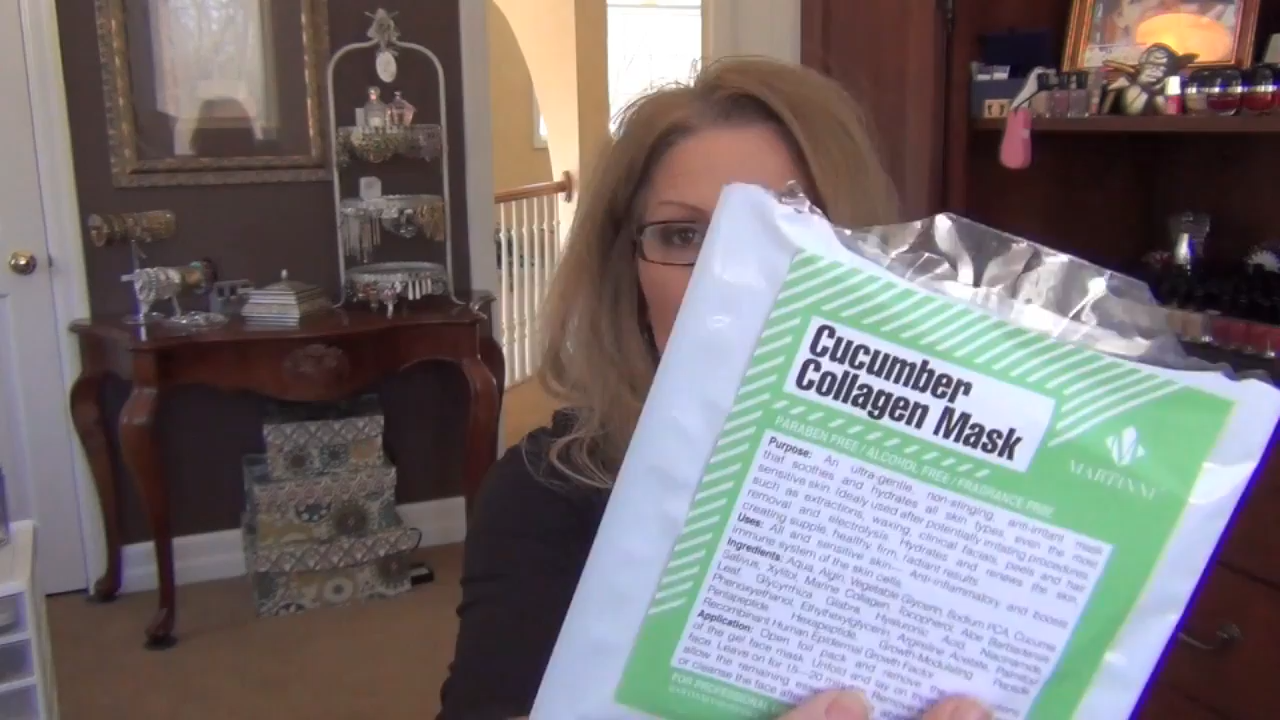 Cucumber
Collagen Mask
PARABEN FREE / ALCOHOL FREE / FRAGRANCE FREE
MARTINNI
Purpose: An ultra-gentle, non-stinging, anti-irritant mask
that soothes and hydrates all skin types, even the most
sensitive skin. Idealy used after potentially irritating procedures
such as extractions, waxing, clinical facials, peels and hair
removal and electrolysis. Hydrates and renews the skin,
creating supple, healthy, firm, radiant results.
Uses: All and sensitive skin— Anti-inflammatory and boosts
immune system of the skin cells.
Ingredients: Aqua, Algin, Vegetable Glycerin, Sodium PCA, Cucumis
Sativus, Xylitol, Marine Collagen, Tocopherol, Aloe Barbadensis
Leaf, Glycyrrhiza Glabra, Hyaluronic Acid, Niacinamide,
Phenoxyethanol, Ethylhexylglycerin, Arginine Acetate, Palmitoyl
Pentapeptide, Hexapeptide, Growth-Modulating Peptide
Recombinant Human Epidermal Growth Factor
Application: Open foil pack and remove the
of the gel face mask. Unfold and lay on the
face. Leave on for 15—20 Remove
allow the remaining
or cleanse the face
FOR PROFESSIONAL